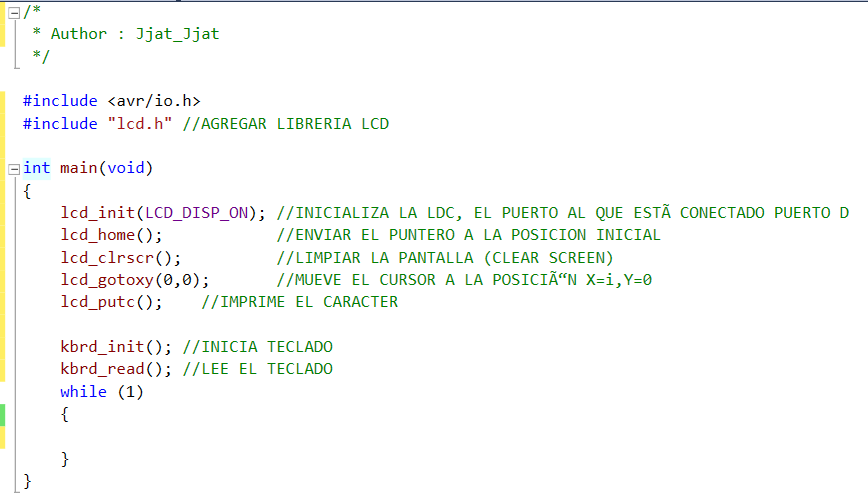 /*
 * Author : Jjat_Jjat
 */
#include <avr/io.h>
#include "lcd.h" //AGREGAR LIBRERIA LCD
int main(void)
{
    lcd_init(LCD_DISP_ON); //INICIALIZA LA LDC, EL PUERTO AL QUE ESTÃ CONECTADO PUERTO D
    lcd_home();            //ENVIAR EL PUNTERO A LA POSICION INICIAL
    lcd_clrscr();          //LIMPIAR LA PANTALLA (CLEAR SCREEN)
    lcd_gotoxy(0,0);       //MUEVE EL CURSOR A LA POSICIÃ“N X=i,Y=0
    lcd_putc();    //IMPRIME EL CARACTER
    kbrd_init(); //INICIA TECLADO
    kbrd_read(); //LEE EL TECLADO
    while (1)
    {
    }
}